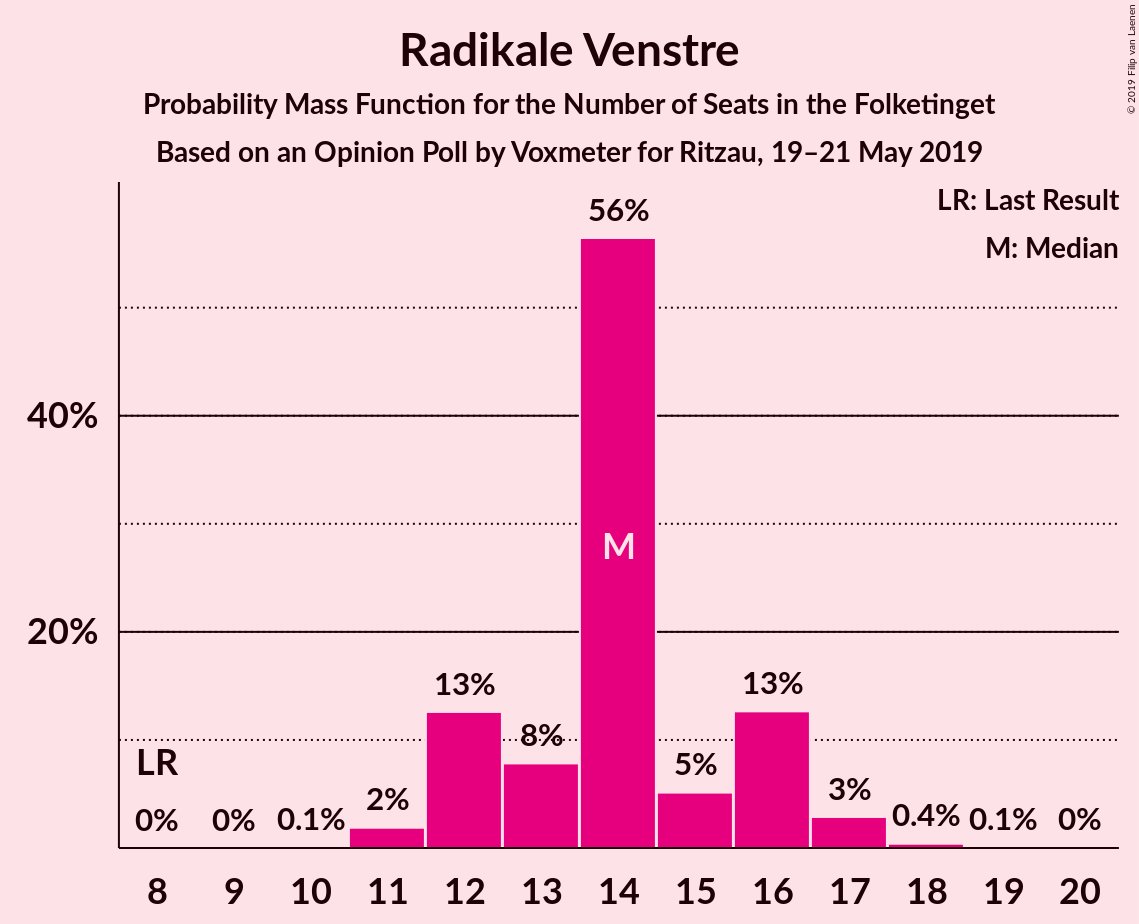 Radikale Venstre
Probability Mass Function for the Number of Seats in the Folketinget
Based on an Opinion Poll by Voxmeter for Ritzau, 19–21 May 2019
© 2019 Filip van Laenen
LR: Last Result
M: Median
56%
40%
M
20%
13%
13%
8%
LR
5%
2%
3%
0%
0%
0.1%
0.4%
0.1%
0%
8 9 10 11 12 13 14 15 16 17 18 19 20